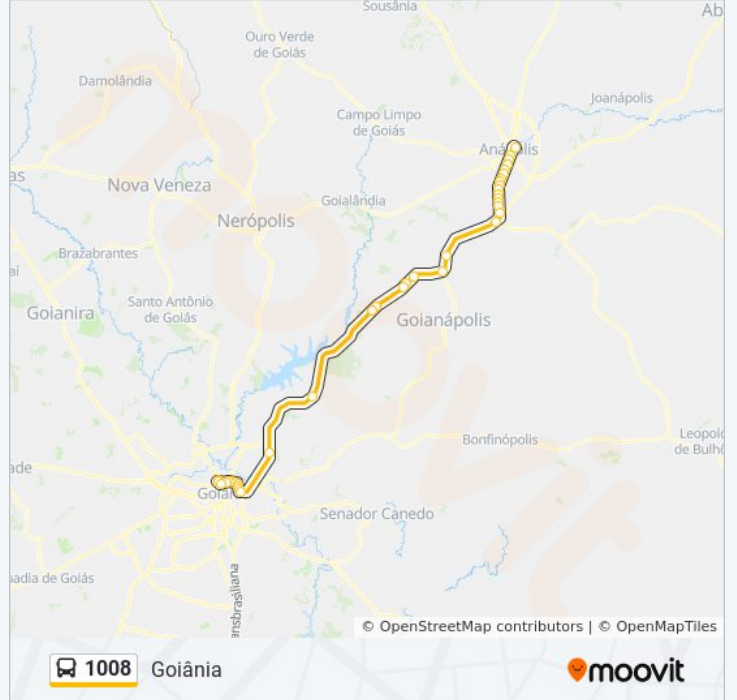 Sousânia
Ab
Ouro Verde
de Goiás
Damolândia
Joanápolis
Campo Limpo
de Goiás
Anápolis
as
Nova Veneza
Goialândia
Nerópolis
Brazabrantes
aí
Santo Antônio
de Goiás
Goianira
Goianápolis
Bonfinópolis
Leopold
de Bulhõ
ade
Goiân
Senador Canedo
adia de Goiás
ansbrasiliana
© OpenStreetMap contributors | © OpenMapTiles
1008 Goiânia
moovit